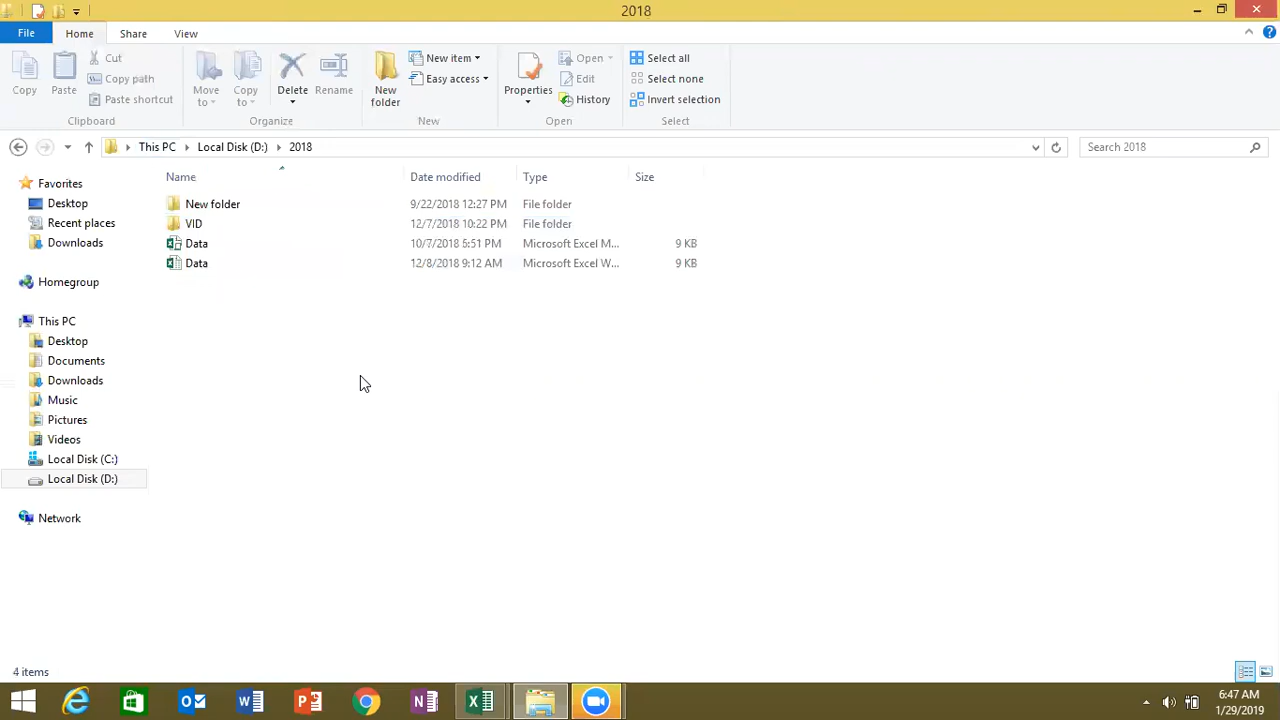 2018
File Home Share View
Copy
Paste
Cut
Copy path
Paste shortcut
Clipboard
Move to
Copy to
Delete
Rename
Organize
New folder
New item
Easy access
New
Properties
Open
Edit
History
Open
Select all
Select none
Invert selection
Select
This PC Local Disk (D:) 2018
Search 2018
Name Date modified Type Size
New folder 9/22/2018 12:27 PM File folder
VID 12/7/2018 10:22 PM File folder
Data 10/7/2018 5:51 PM Microsoft Excel M... 9 KB
Data 12/8/2018 9:12 AM Microsoft Excel W... 9 KB
Favorites
Desktop
Recent places
Downloads
Homegroup
This PC
Desktop
Documents
Downloads
Music
Pictures
Videos
Local Disk (C:)
Local Disk (D:)
Network
4 items
6:47 AM
1/29/2019